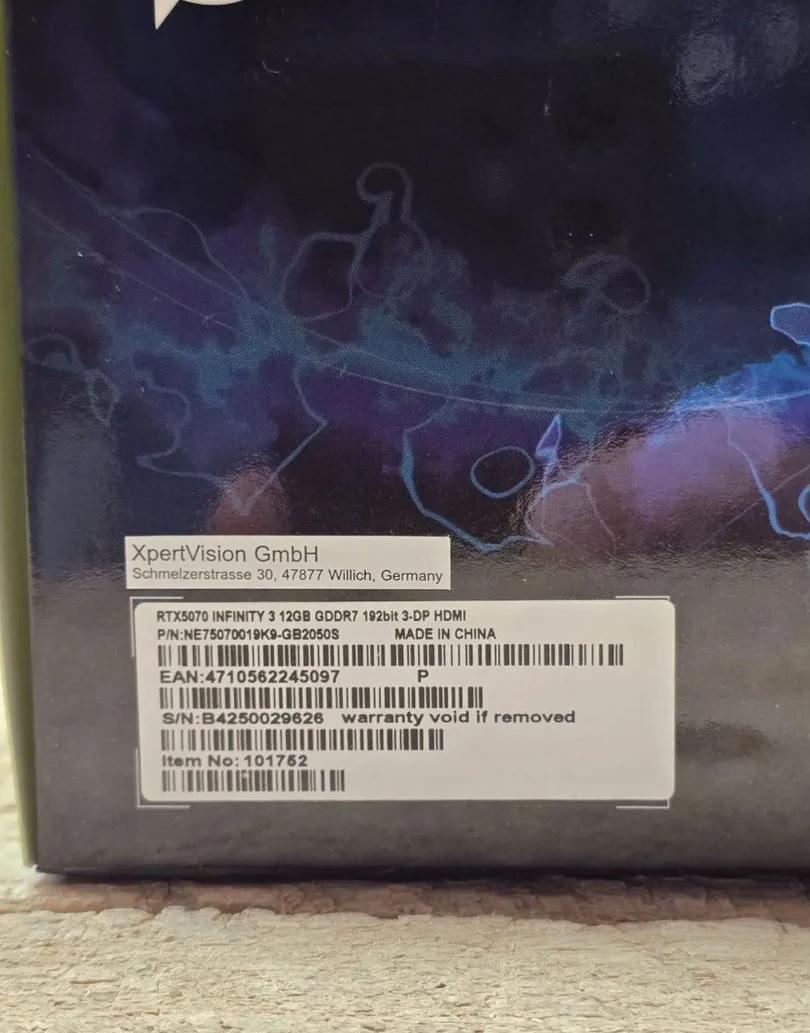 XpertVision GmbH
Schmelzerstrasse 30, 47877 Willich, Germany
RTX5070 INFINITY 3 12GB GDDR7 192bit 3-DP HDMI
P/N:NE75070019K9-GB2050S MADE IN CHINA
EAN:4710562245097 P
S/N:B4250029626 warranty void if removed
Item No:101752